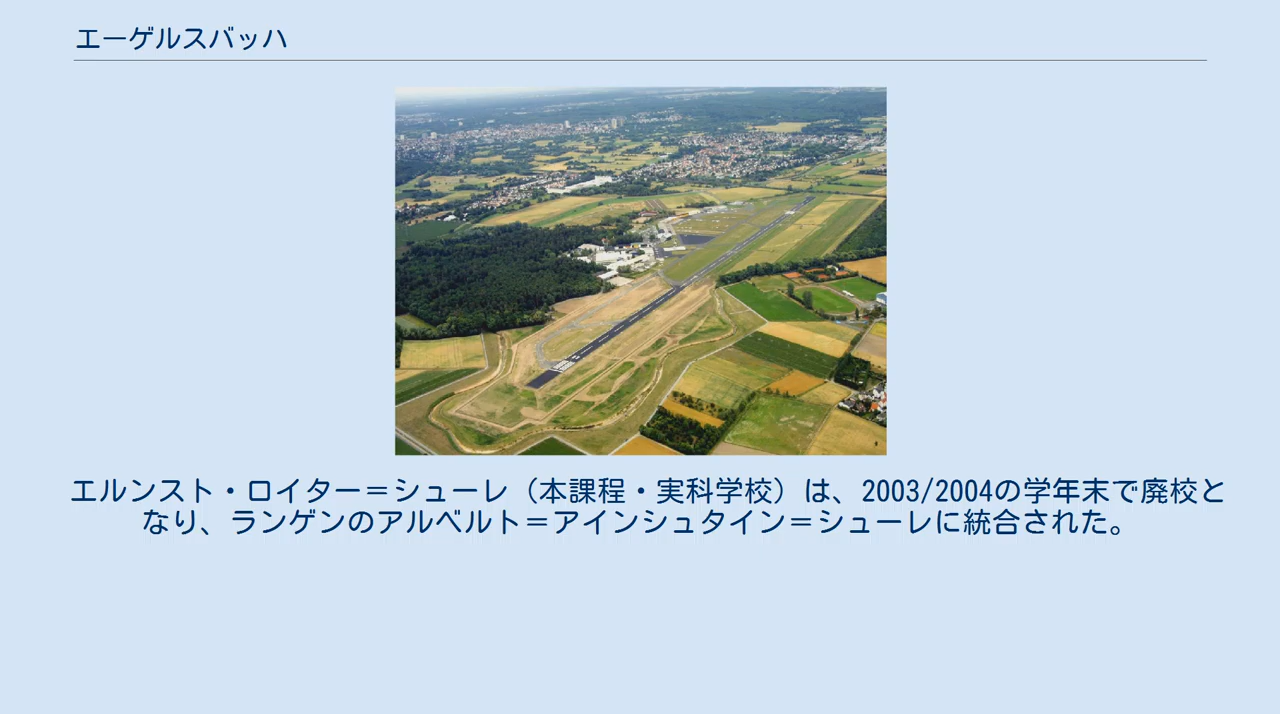 エーゲルスバッハ
エルンスト・ロイター＝シューレ（本課程・実科学校）は、2003/2004の学年末で廃校と
なり、ランゲンのアルベルト＝アインシュタイン＝シューレに統合された。